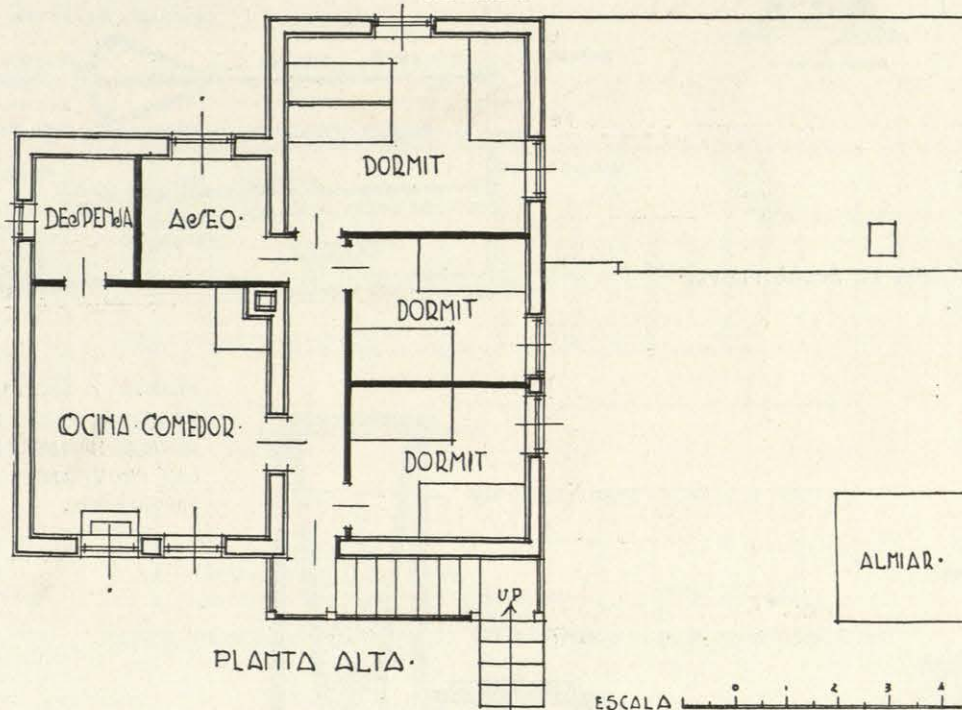 DORMIT
DESPENSA
ASEO.
DORMIT
COCINA.COMEDOR.
DORMIT
ALMIAR.
UP
PLANTA ALTA.
ESCALA 0 1 2 3 4